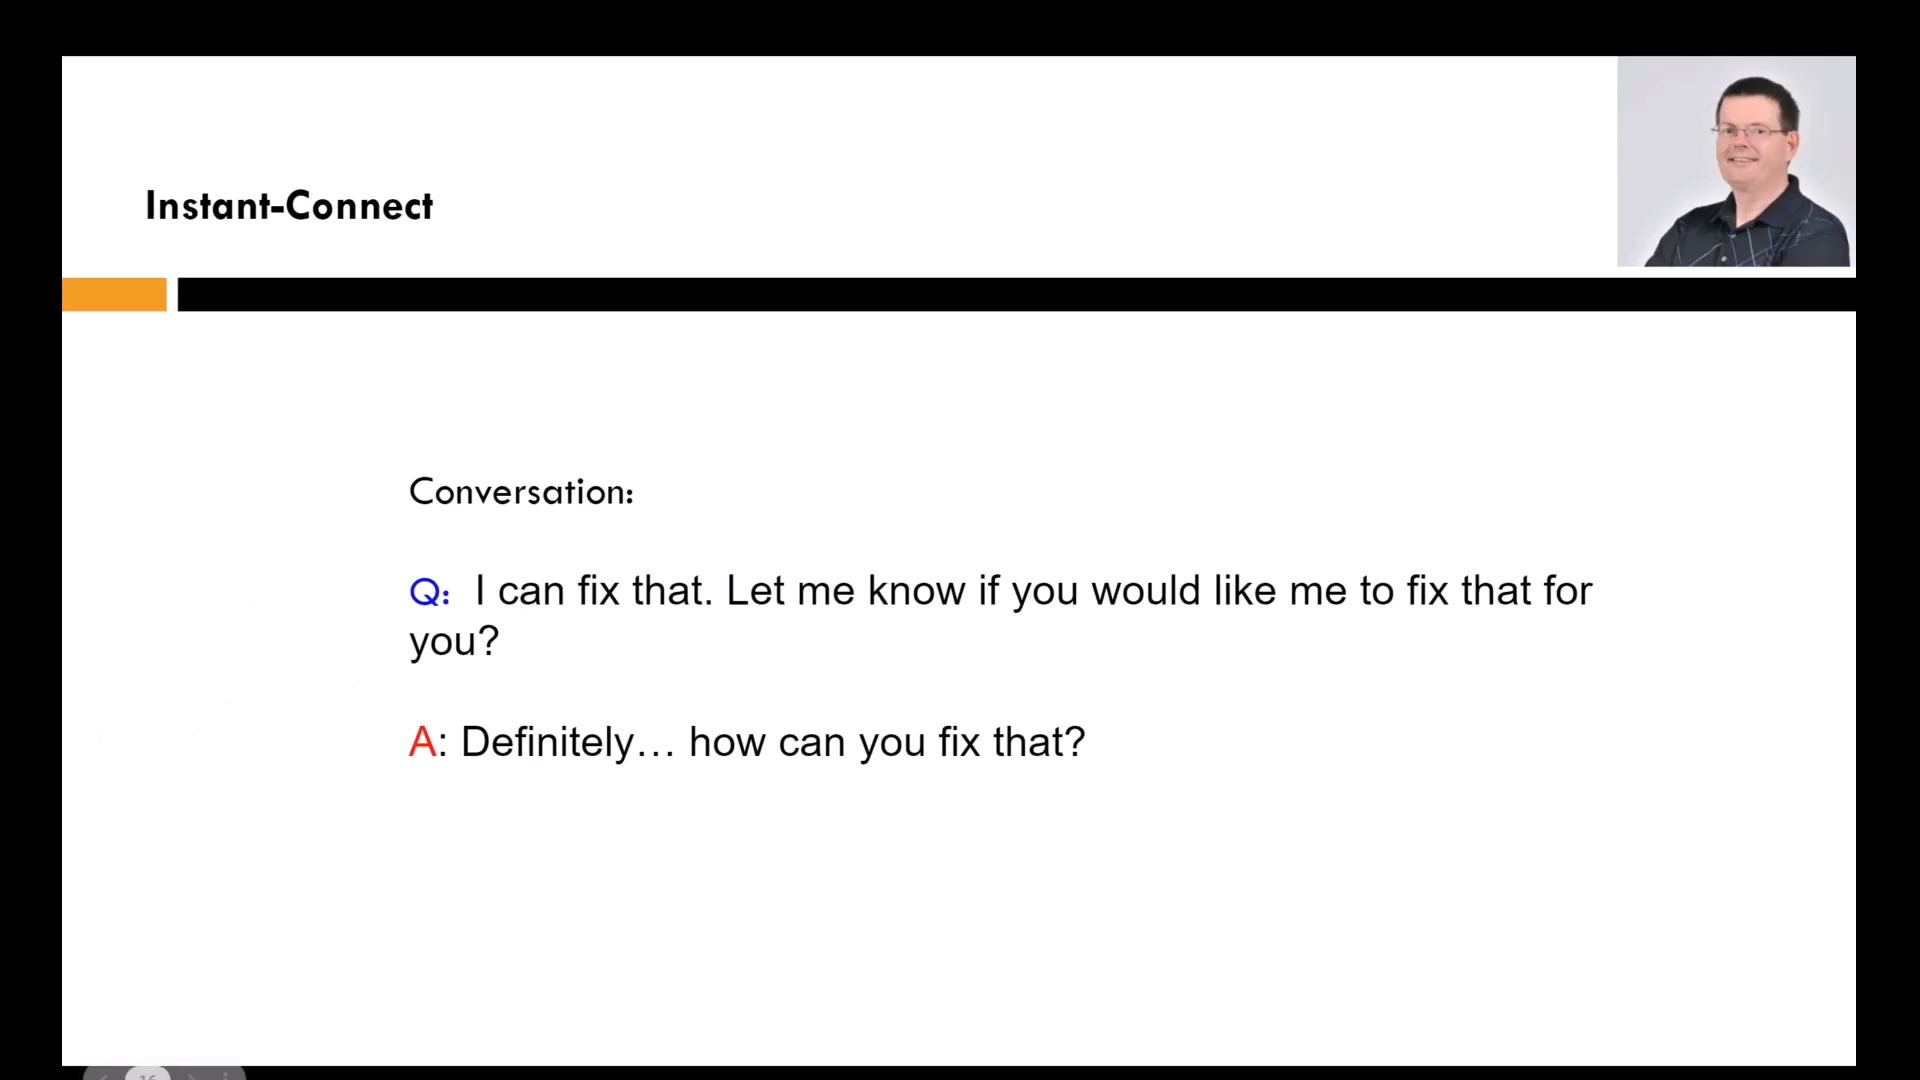 Instant-Connect
Conversation:
Q: I can fix that. Let me know if you would like me to fix that for
you?
A: Definitely… how can you fix that?
16